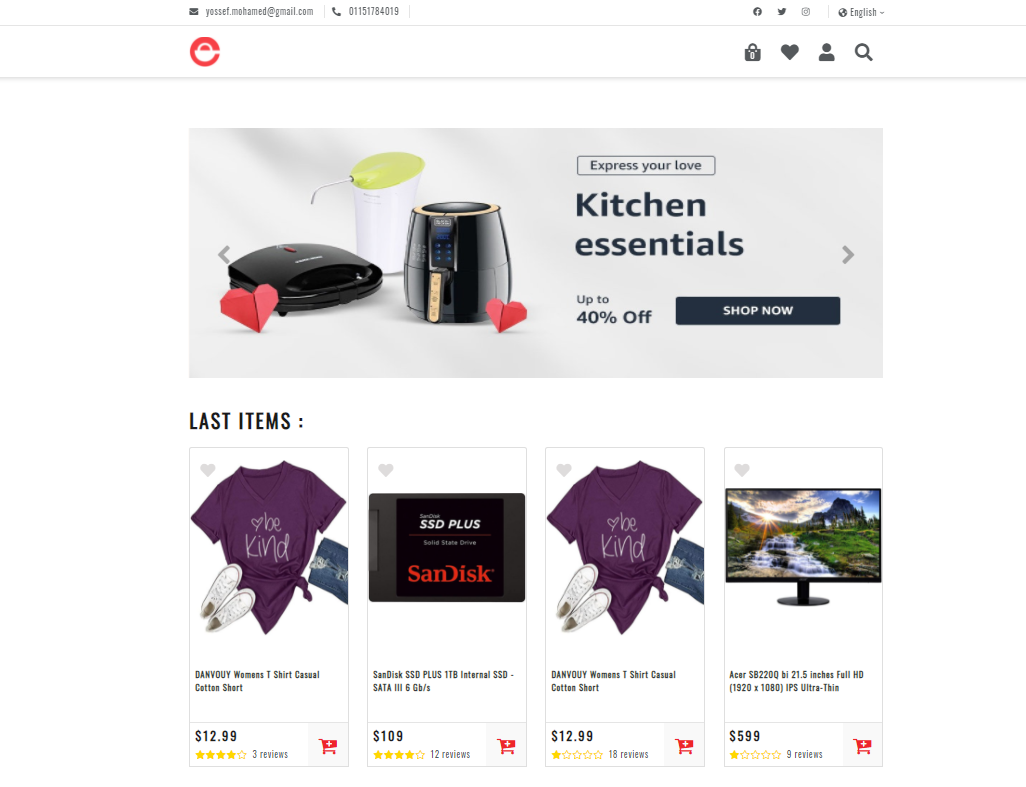 yossef.mohamed@gmail.com 01151784019 English
0
Express your love
Kitchen
essentials
Up to
40% Off
SHOP NOW
LAST ITEMS :
be
kind
SanDisk
SSD PLUS
Solid State Drive
SanDisk
be
kind
DANVOUY Womens T Shirt Casual
Cotton Short
SanDisk SSD PLUS 1TB Internal SSD -
SATA III 6 Gb/s
DANVOUY Womens T Shirt Casual
Cotton Short
Acer SB220Q bi 21.5 inches Full HD
(1920 x 1080) IPS Ultra-Thin
$12.99
3 reviews
$109
12 reviews
$12.99
18 reviews
$599
9 reviews